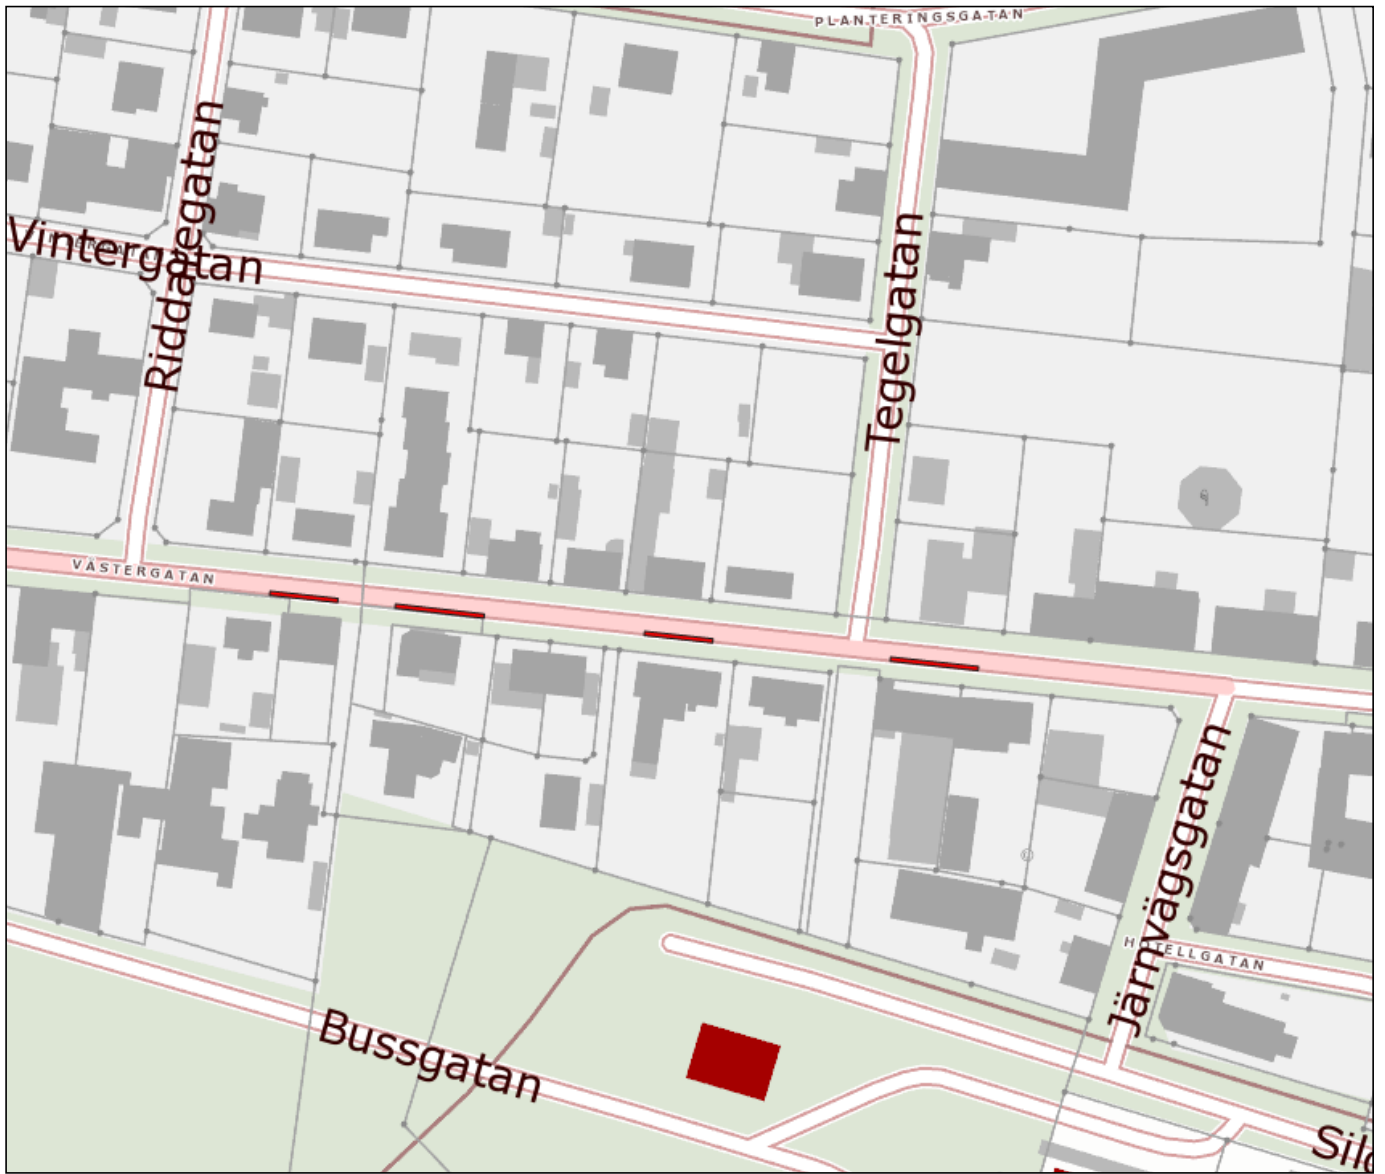 PLANTERINGSGATAN
Riddaregatan
Vintergatan
Tegelgatan
VÄSTERGATAN
Järnvägsgatan
HOTELLGATAN
Bussgatan